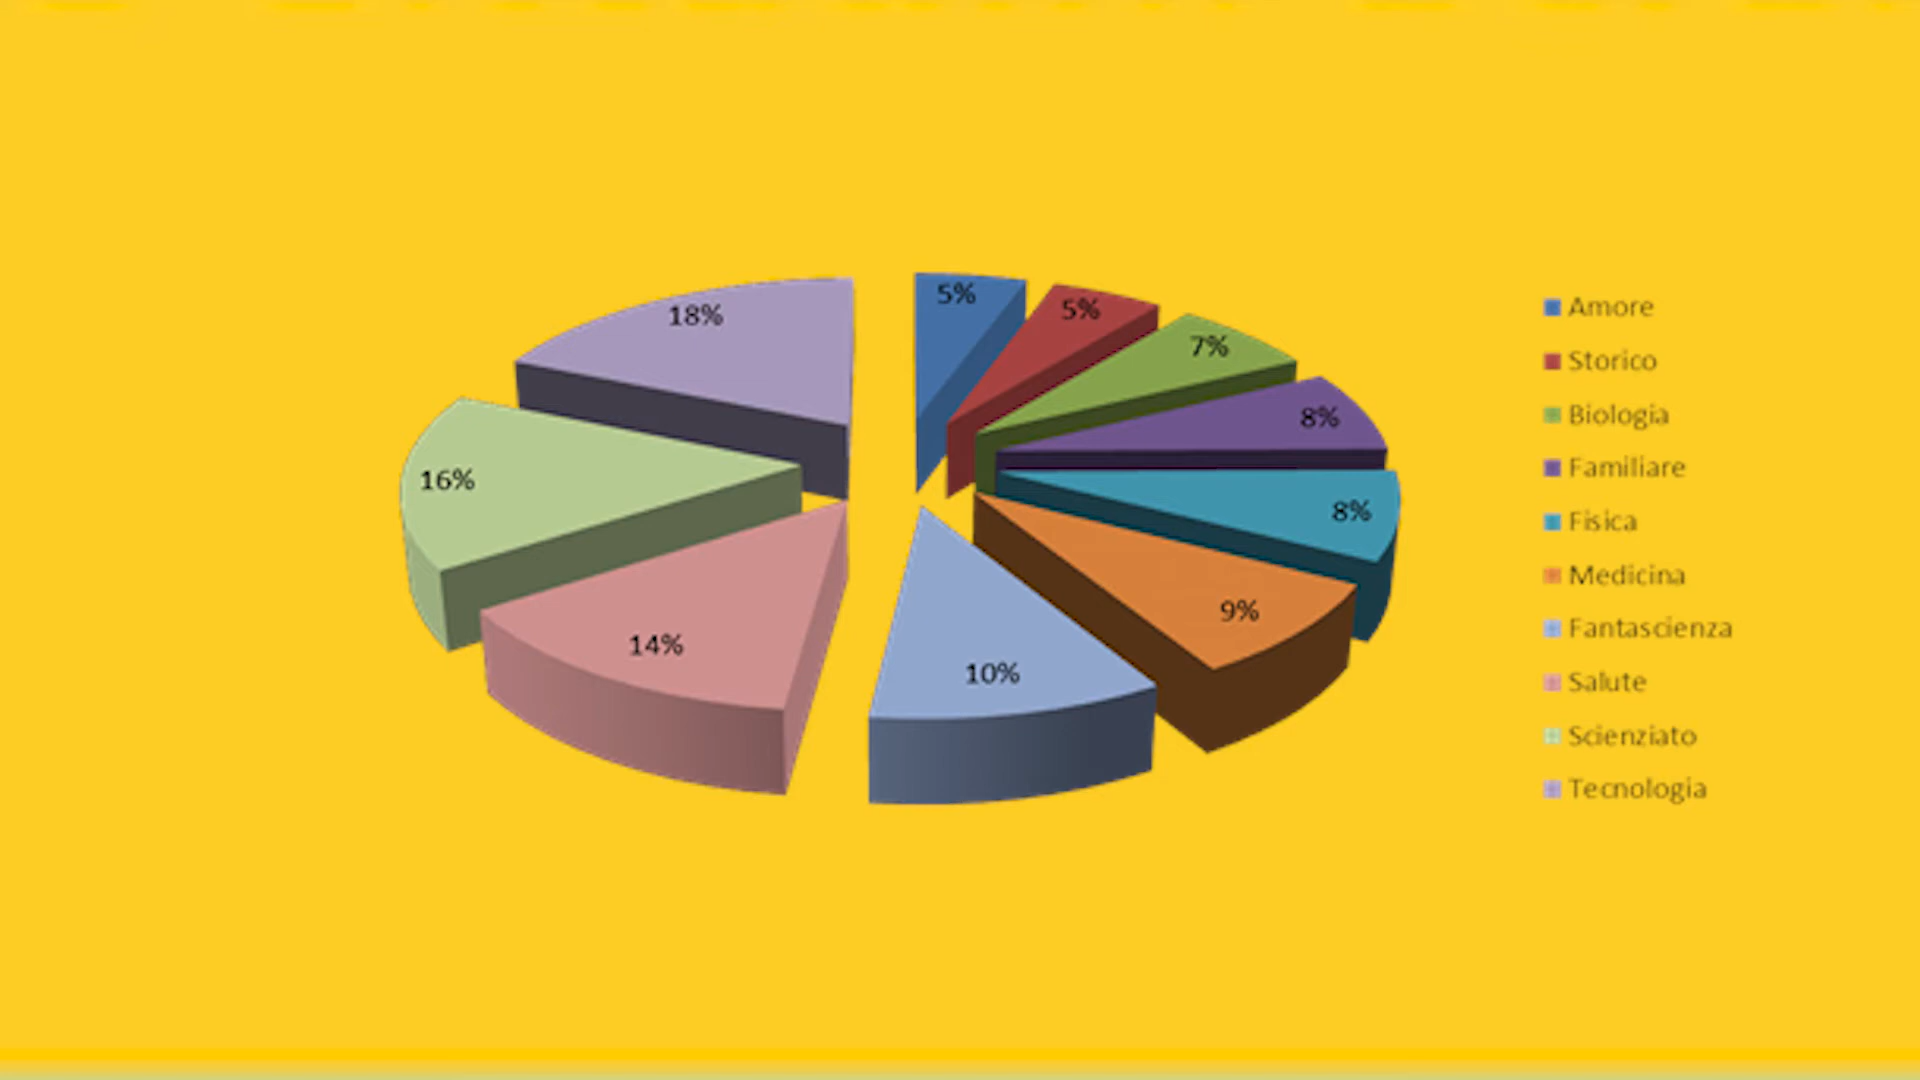 5%
5%
7%
8%
8%
9%
10%
14%
16%
18%
Amore
Storico
Biologia
Familiare
Fisica
Medicina
Fantascienza
Salute
Scienziato
Tecnologia